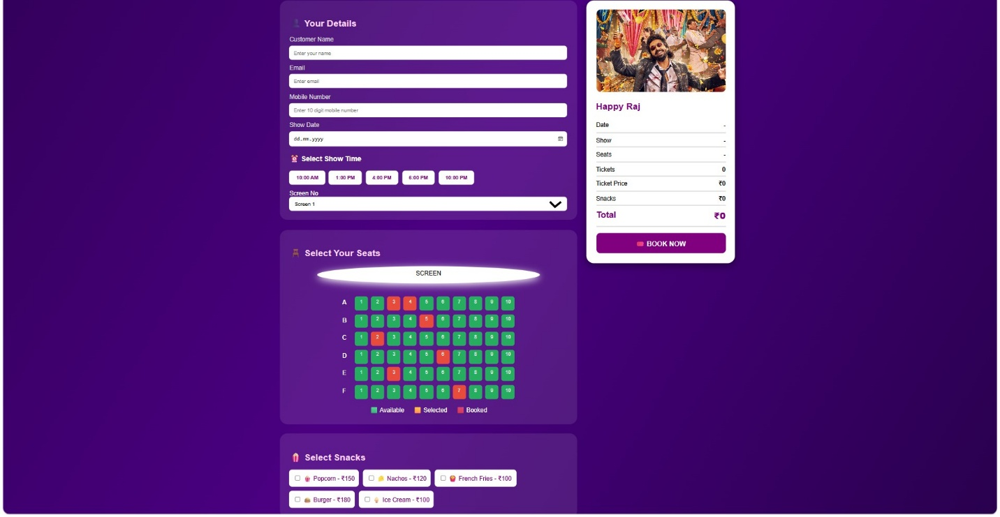 Your Details
Customer Name
Enter your name
Email
Enter email
Mobile Number
Enter 10 digit mobile number
Show Date
dd.mm.yyyy
Select Show Time
10:00 AM 1:00 PM 4:00 PM 6:00 PM 10:00 PM
Screen No
Screen 1
Select Your Seats
SCREEN
A 1 2 3 4 5 6 7 8 9 10
B 1 2 3 4 5 6 7 8 9 10
C 1 2 3 4 5 6 7 8 9 10
D 1 2 3 4 5 6 7 8 9 10
E 1 2 3 4 5 6 7 8 9 10
F 1 2 3 4 5 6 7 8 9 10
Available Selected Booked
Select Snacks
Popcorn - ₹150 Nachos - ₹120 French Fries - ₹100
Burger - ₹180 Ice Cream - ₹100
Happy Raj
Date -
Show -
Seats -
Tickets 0
Ticket Price ₹0
Snacks ₹0
Total ₹0
BOOK NOW